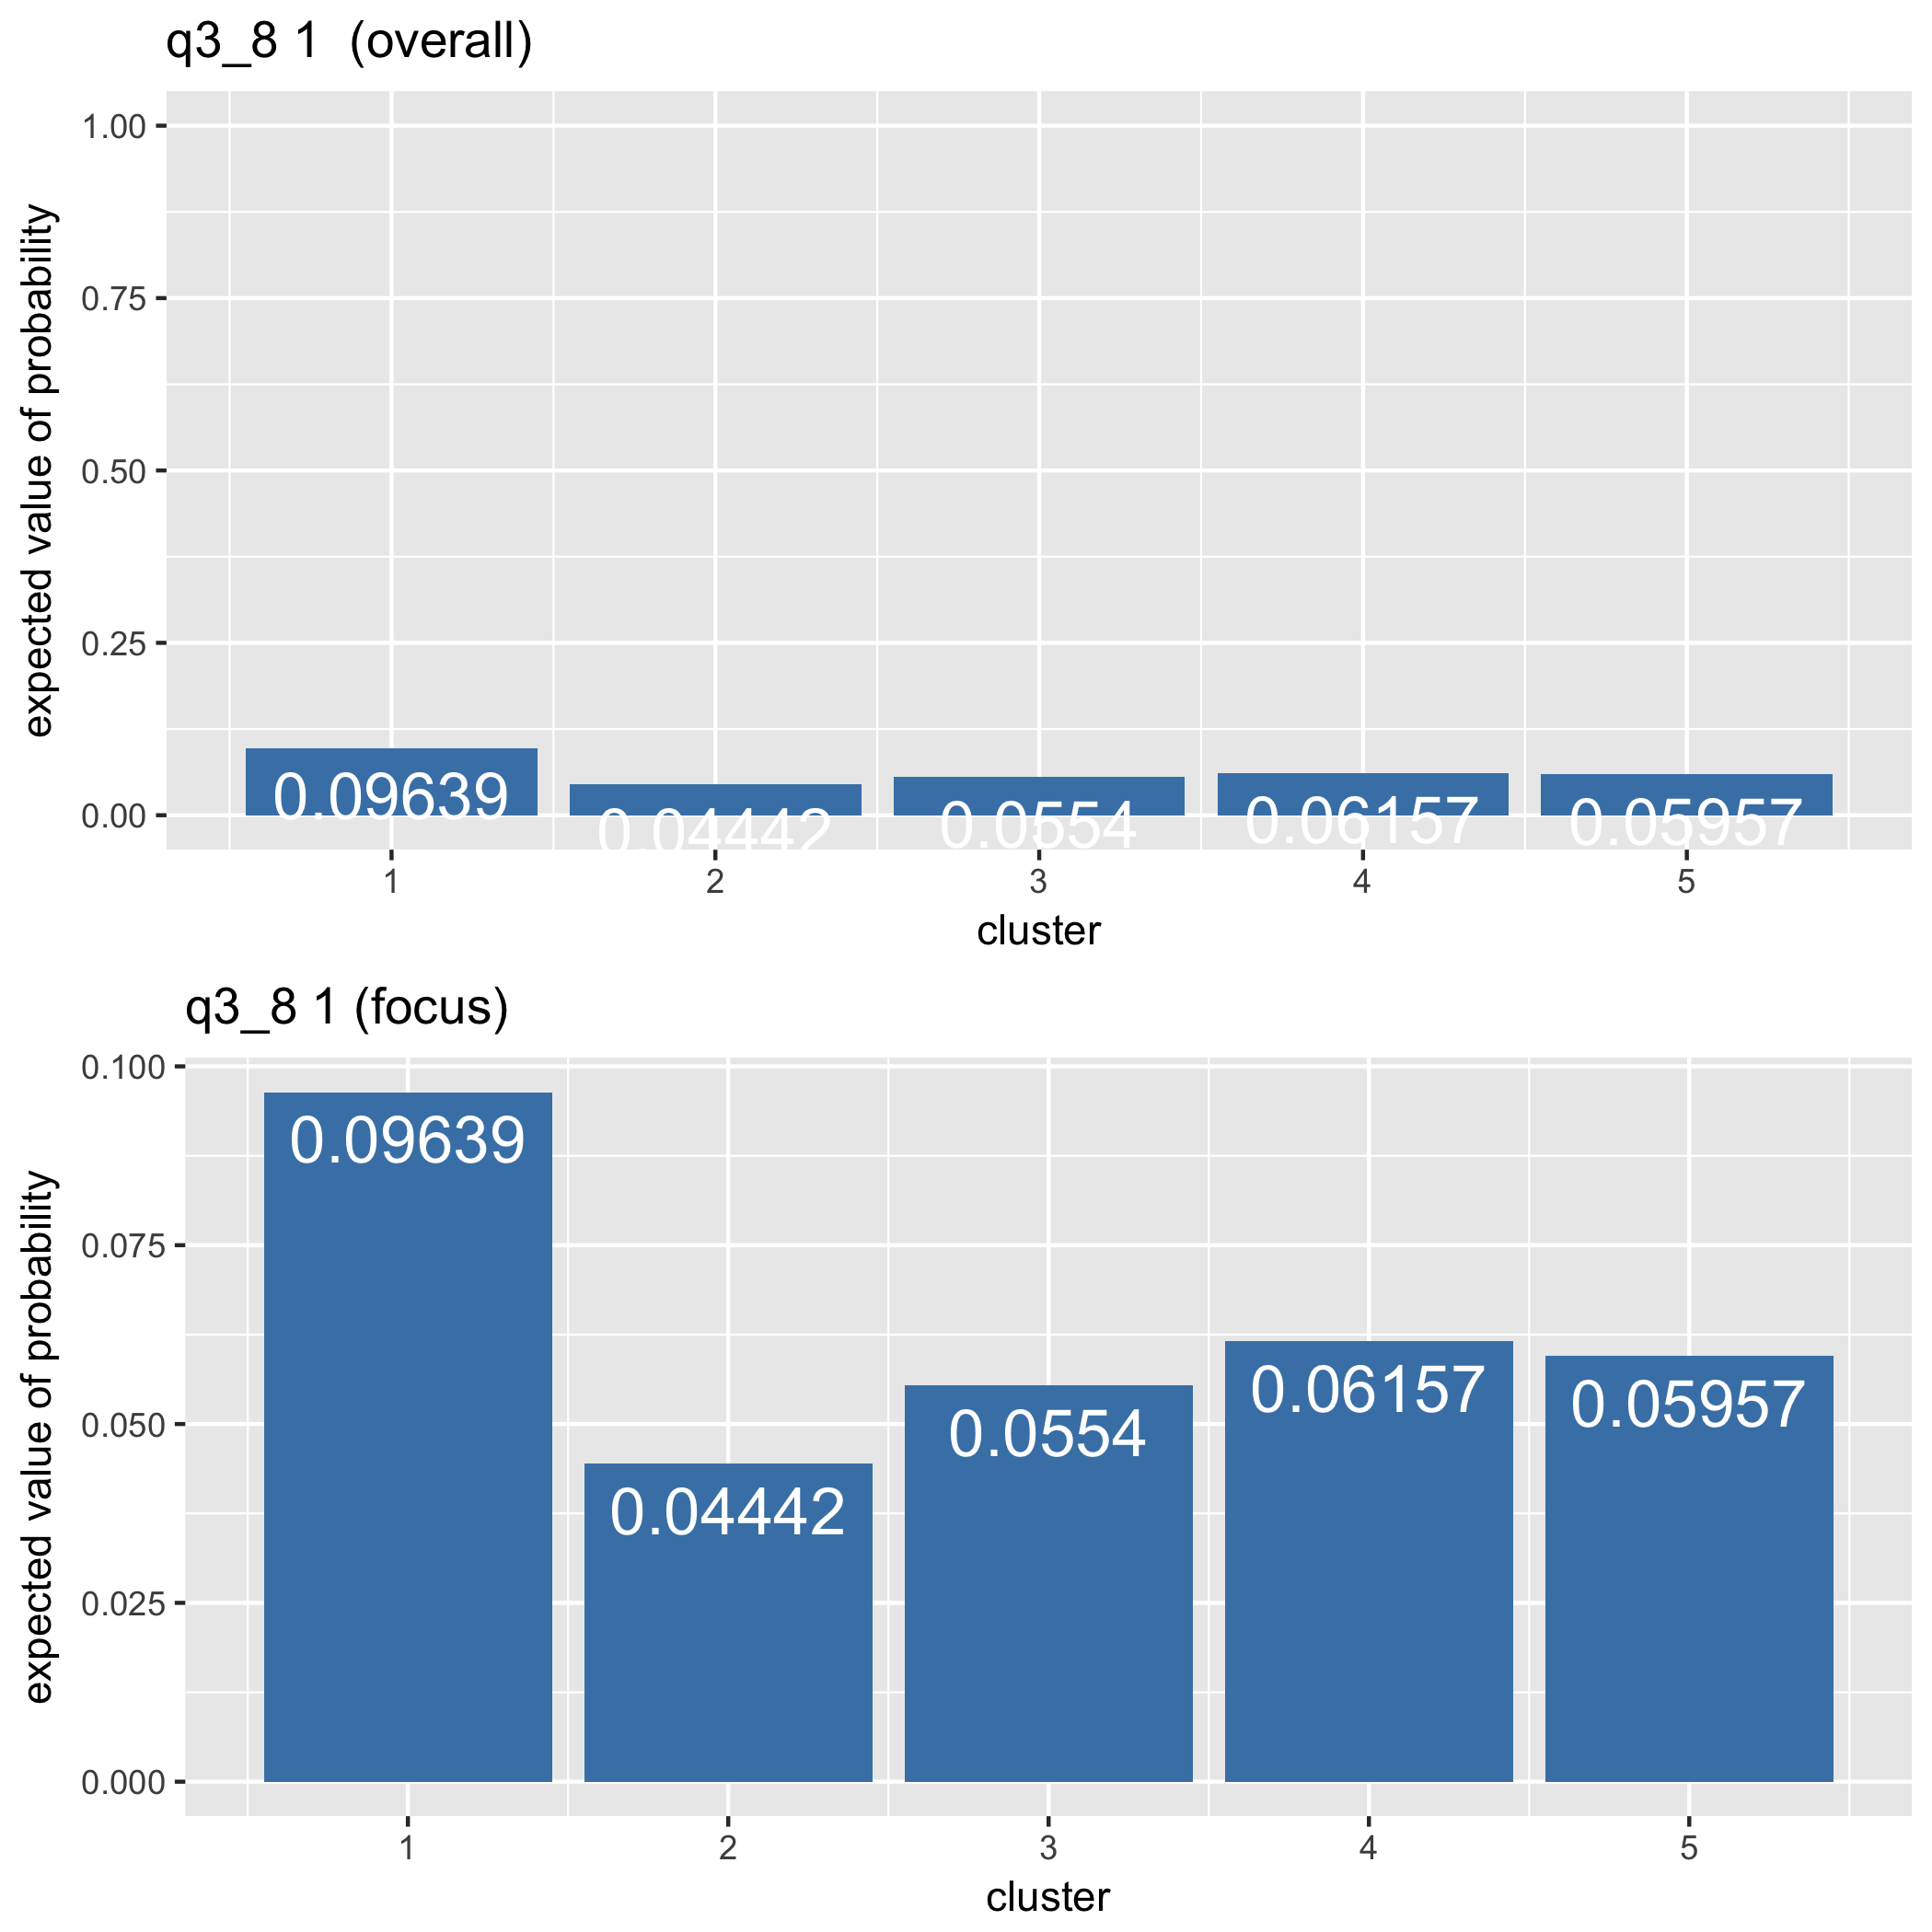 q3_8 1 (overall)
expected value of probability
1.00
0.75
0.50
0.25
0.00
0.09639
0.04442
0.0554
0.06157
0.05957
1 2 3 4 5
cluster
q3_8 1 (focus)
expected value of probability
0.100
0.075
0.050
0.025
0.000
0.09639
0.04442
0.0554
0.06157
0.05957
1 2 3 4 5
cluster